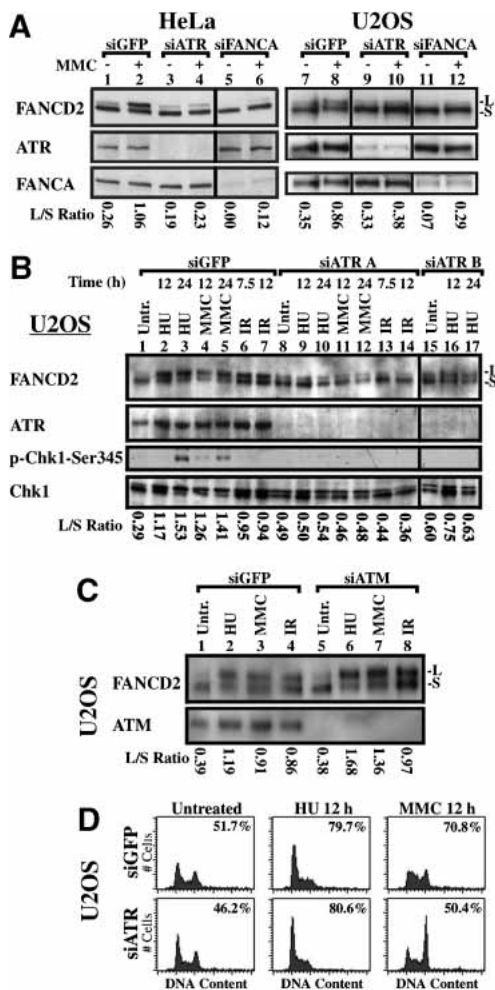 A
HeLa U2OS
siGFP siATR siFANCA siGFP siATR siFANCA
MMC - + - + - + - + - + - +
1 2 3 4 5 6 7 8 9 10 11 12
FANCD2 -L
-S
ATR
FANCA
L/S Ratio 0.26 1.06 0.19 0.23 0.00 0.12 0.35 0.86 0.33 0.38 0.07 0.29
B
siGFP siATR A siATR B
Time (h) 12 24 12 24 7.5 12 12 24 12 24 7.5 12 12 24
U2OS Untr. HU HU MMC MMC IR IR Untr. HU HU MMC MMC IR IR Untr. HU HU
1 2 3 4 5 6 7 8 9 10 11 12 13 14 15 16 17
FANCD2 -L
-S
ATR
p-Chk1-Ser345
Chk1
L/S Ratio 0.29 1.17 1.53 1.26 1.41 0.95 0.94 0.49 0.50 0.54 0.46 0.48 0.44 0.36 0.60 0.75 0.63
C
siGFP siATM
Untr. HU MMC IR Untr. HU MMC IR
1 2 3 4 5 6 7 8
U2OS
FANCD2 -L
-S
ATM
L/S Ratio 0.39 1.19 0.91 0.86 0.38 1.68 1.36 0.97
D
Untreated HU 12 h MMC 12 h
U2OS
siGFP
# Cells
51.7% 79.7% 70.8%
siATR
# Cells
46.2% 80.6% 50.4%
DNA Content DNA Content DNA Content